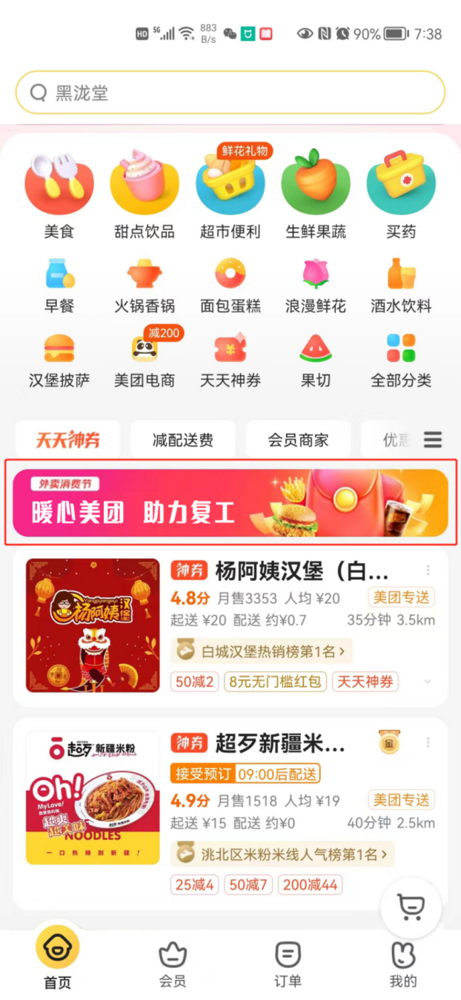 HD 5G 883 B/s 90% 7:38
黑泷堂
鲜花礼物
美食 甜点饮品 超市便利 生鲜果蔬 买药
早餐 火锅香锅 面包蛋糕 浪漫鲜花 酒水饮料
减200
汉堡披萨 美团电商 天天神券 果切 全部分类
天天神券 减配送费 会员商家 优惠
外卖消费节
暖心美团 助力复工
Yangayangayi
杨阿姨汉堡
神券 杨阿姨汉堡（白...
4.8分 月售3353 人均 ¥20 美团专送
起送 ¥20 配送 约¥0.7 35分钟 3.5km
白城汉堡热销榜第1名
50减2 8元无门槛红包 天天神券
超歹 新疆米粉
Oh!
My Love!
超爽
超美味
NOODLES
一口热辣到新疆!
神券 超歹新疆米...
金
接受预订 09:00后配送
4.9分 月售1518 人均 ¥19 美团专送
起送 ¥15 配送 约¥0 40分钟 2.5km
洮北区米粉米线人气榜第1名
25减4 50减7 200减44
首页 会员 订单 我的